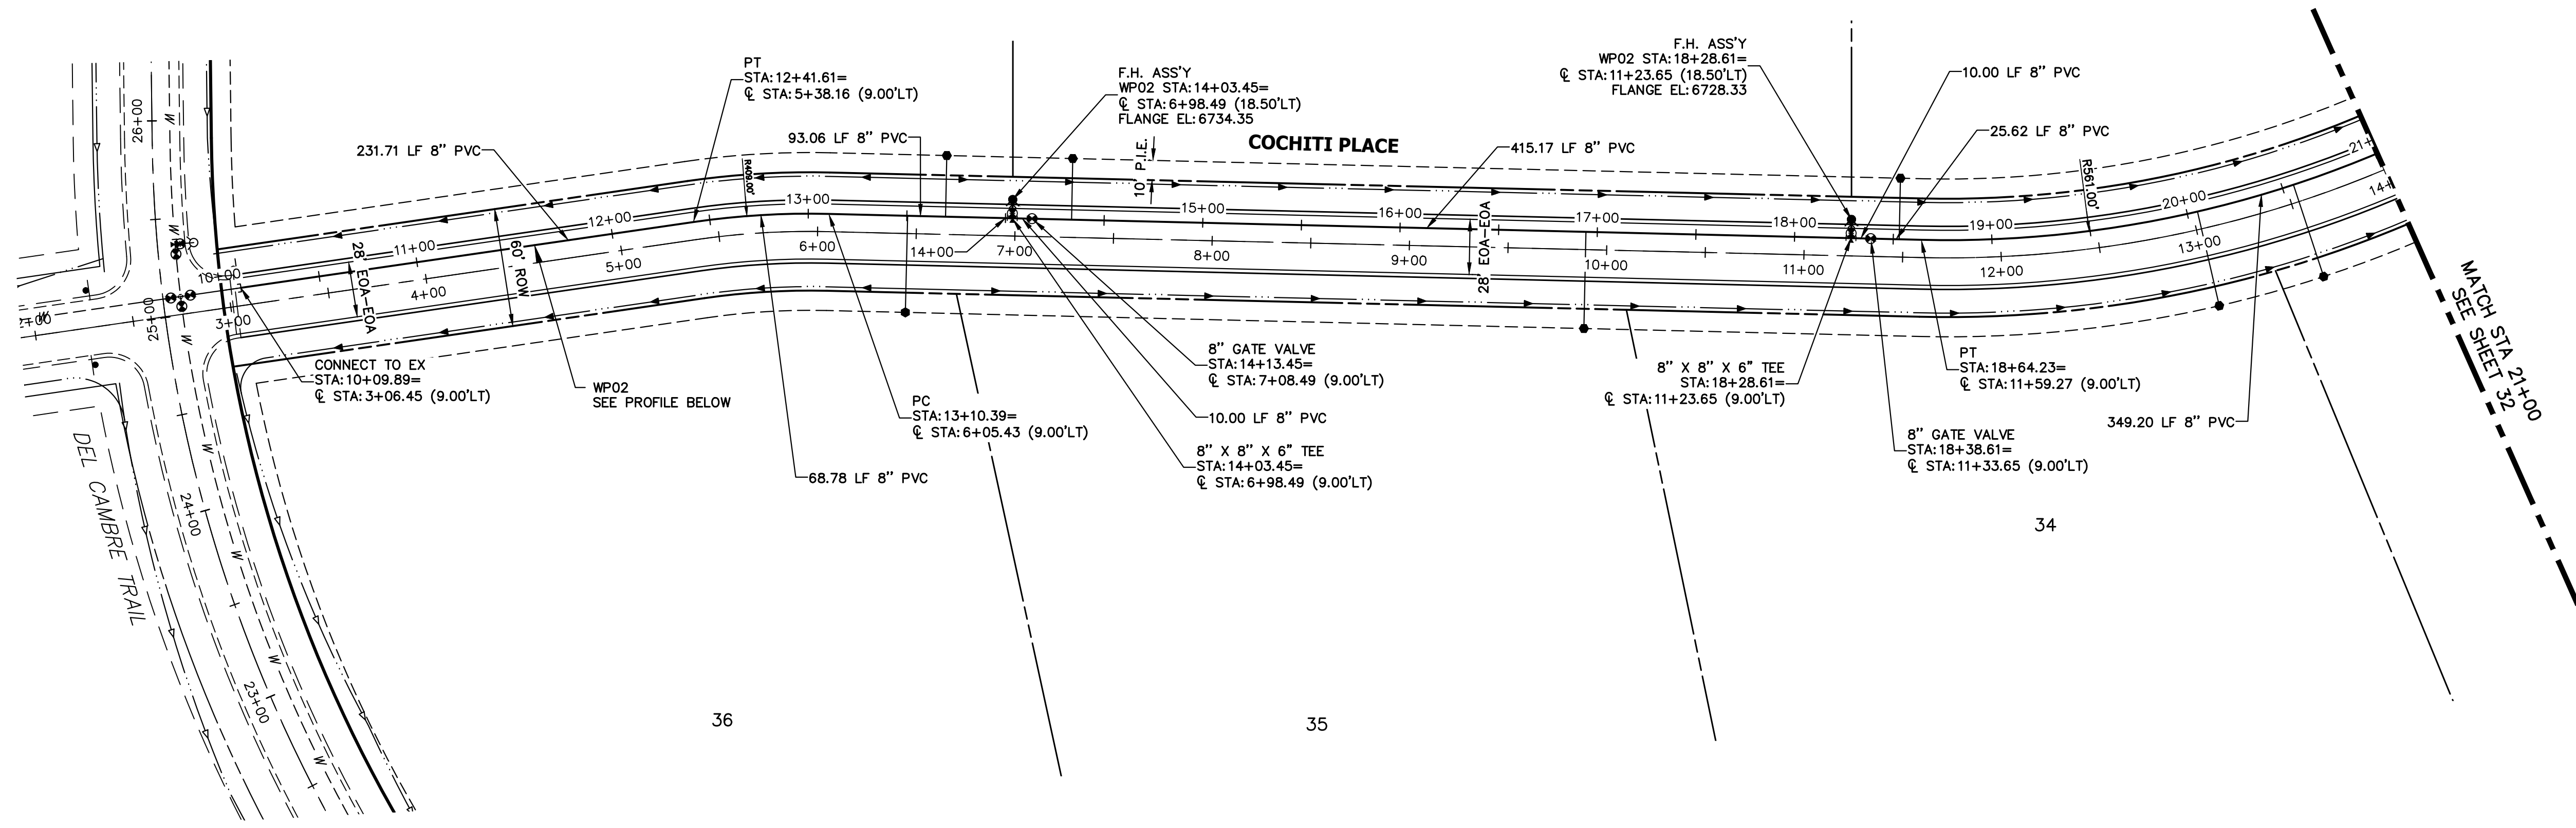 PT
STA:12+41.61=
℄ STA:5+38.16 (9.00'LT)
F.H. ASS'Y
WP02 STA:14+03.45=
℄ STA:6+98.49 (18.50'LT)
FLANGE EL:6734.35
F.H. ASS'Y
WP02 STA:18+28.61=
℄ STA:11+23.65 (18.50'LT)
FLANGE EL:6728.33
10.00 LF 8" PVC
25.62 LF 8" PVC
231.71 LF 8" PVC
93.06 LF 8" PVC
10' P.I.E.
COCHITI PLACE
415.17 LF 8" PVC
R409.00'
R561.00'
26+00
25+00
24+00
23+00
10+00
11+00
12+00
13+00
14+00
15+00
16+00
17+00
18+00
19+00
20+00
21+
3+00
4+00
5+00
6+00
7+00
8+00
9+00
10+00
11+00
12+00
13+00
14+
2+00
28' EOA-EOA
60' ROW
28' EOA-EOA
W
W
W
W
W
W
W
W
CONNECT TO EX
STA:10+09.89=
℄ STA:3+06.45 (9.00'LT)
WP02
SEE PROFILE BELOW
68.78 LF 8" PVC
PC
STA:13+10.39=
℄ STA:6+05.43 (9.00'LT)
8" GATE VALVE
STA:14+13.45=
℄ STA:7+08.49 (9.00'LT)
10.00 LF 8" PVC
8" X 8" X 6" TEE
STA:14+03.45=
℄ STA:6+98.49 (9.00'LT)
8" X 8" X 6" TEE
STA:18+28.61=
℄ STA:11+23.65 (9.00'LT)
PT
STA:18+64.23=
℄ STA:11+59.27 (9.00'LT)
8" GATE VALVE
STA:18+38.61=
℄ STA:11+33.65 (9.00'LT)
349.20 LF 8" PVC
MATCH STA 21+00
SEE SHEET 32
DEL CAMBRE TRAIL
36
35
34